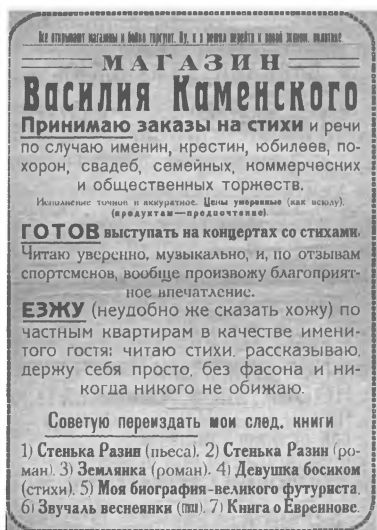 Все открывают магазины и бойко торгуют. Ну, и я решил перейти к новой эконом. политике
МАГАЗИН
Василия Каменского
Принимаю заказы на стихи и речи
по случаю именин, крестин, юбилеев, по-
хорон, свадеб, семейных, коммерческих
и общественных торжеств.
Исполнение точное и аккуратное. Цены умеренные (как всюду).
(продуктам—предпочтение).
ГОТОВ выступать на концертах со стихами.
Читаю уверенно, музыкально, и, по отзывам
спортсменов, вообще произвожу благоприят-
ное впечатление.
ЕЗЖУ (неудобно же сказать хожу) по
частным квартирам в качестве имени-
того гостя: читаю стихи, рассказываю,
держу себя просто, без фасона и ни-
когда никого не обижаю.
Советую переиздать мои след. книги
1) Стенька Разин (пьеса). 2) Стенька Разин (ро-
ман). 3) Землянка (роман). 4) Девушка босиком
(стихи). 5) Моя биография-великого футуриста.
6) Звучаль веснеянки (стихи). 7) Книга о Евреинове.